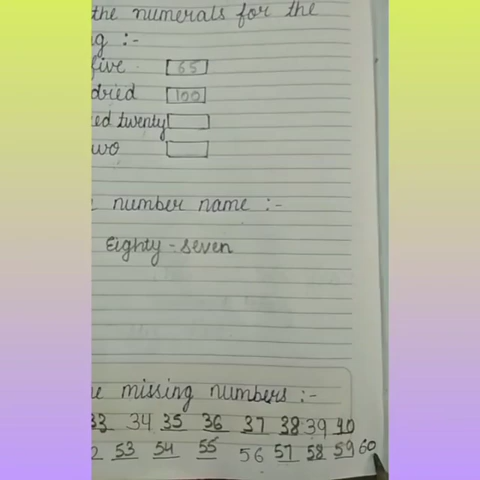 the numerals for the
g :-
five 65
dried 100
ed twenty
wo
number name :-
Eighty-seven
missing numbers :-
33 34 35 36 37 38 39 40
2 53 54 55 56 57 58 59 60